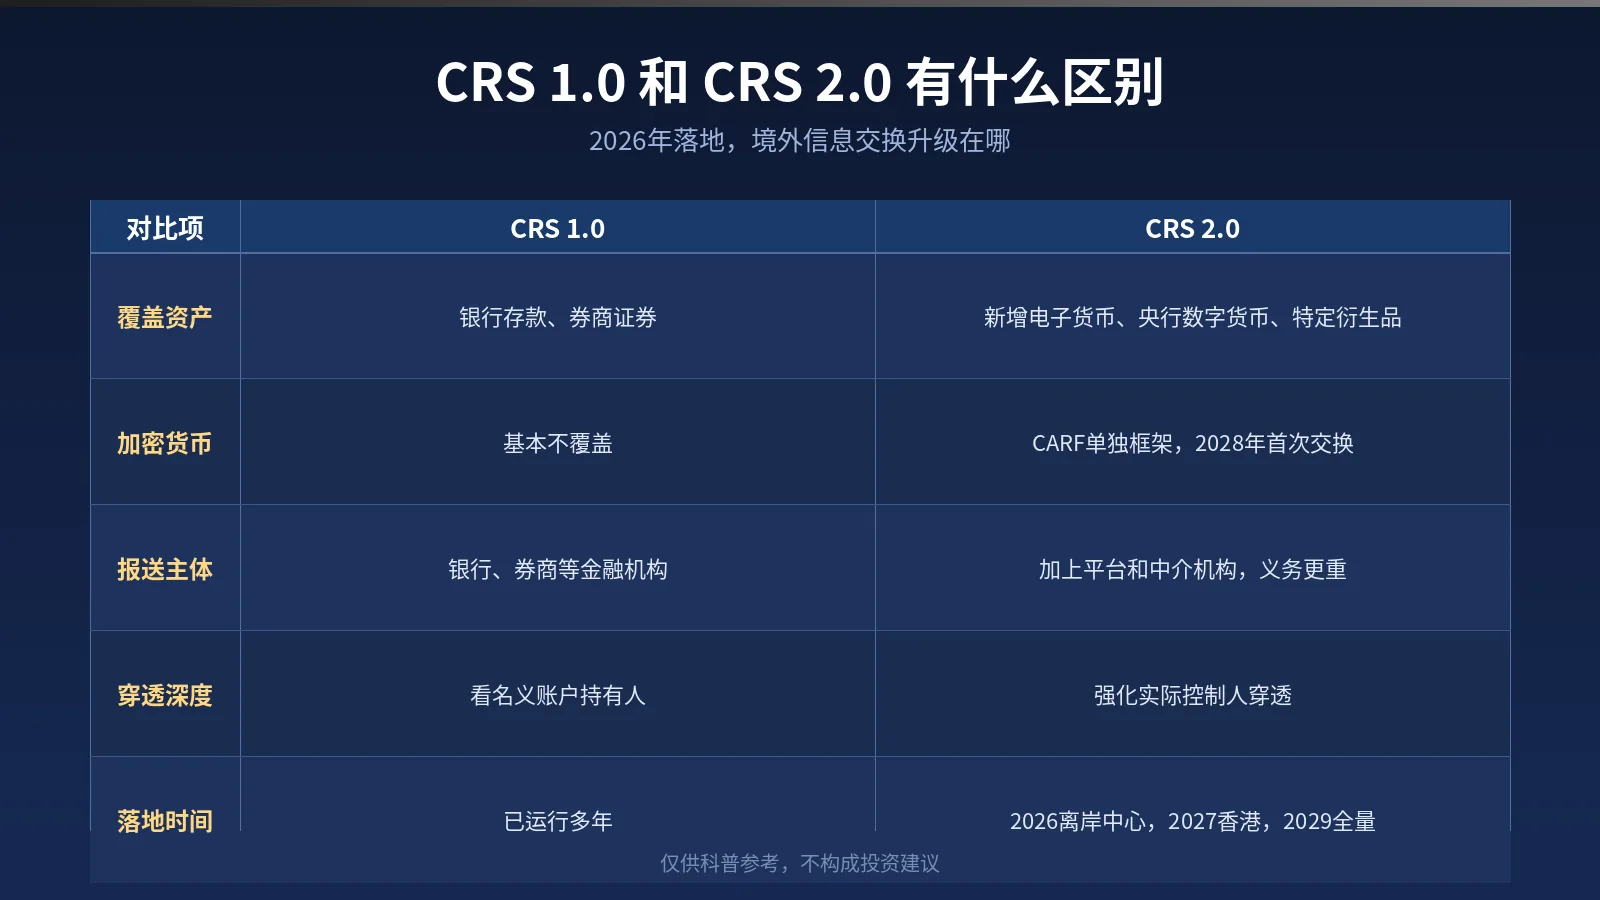 CRS 1.0 和 CRS 2.0 有什么区别
2026年落地，境外信息交换升级在哪
对比项 CRS 1.0 CRS 2.0
覆盖资产 银行存款、券商证券 新增电子货币、央行数字货币、特定衍生品
加密货币 基本不覆盖 CARF单独框架，2028年首次交换
报送主体 银行、券商等金融机构 加上平台和中介机构，义务更重
穿透深度 看名义账户持有人 强化实际控制人穿透
落地时间 已运行多年 2026离岸中心，2027香港，2029全量
仅供科普参考，不构成投资建议